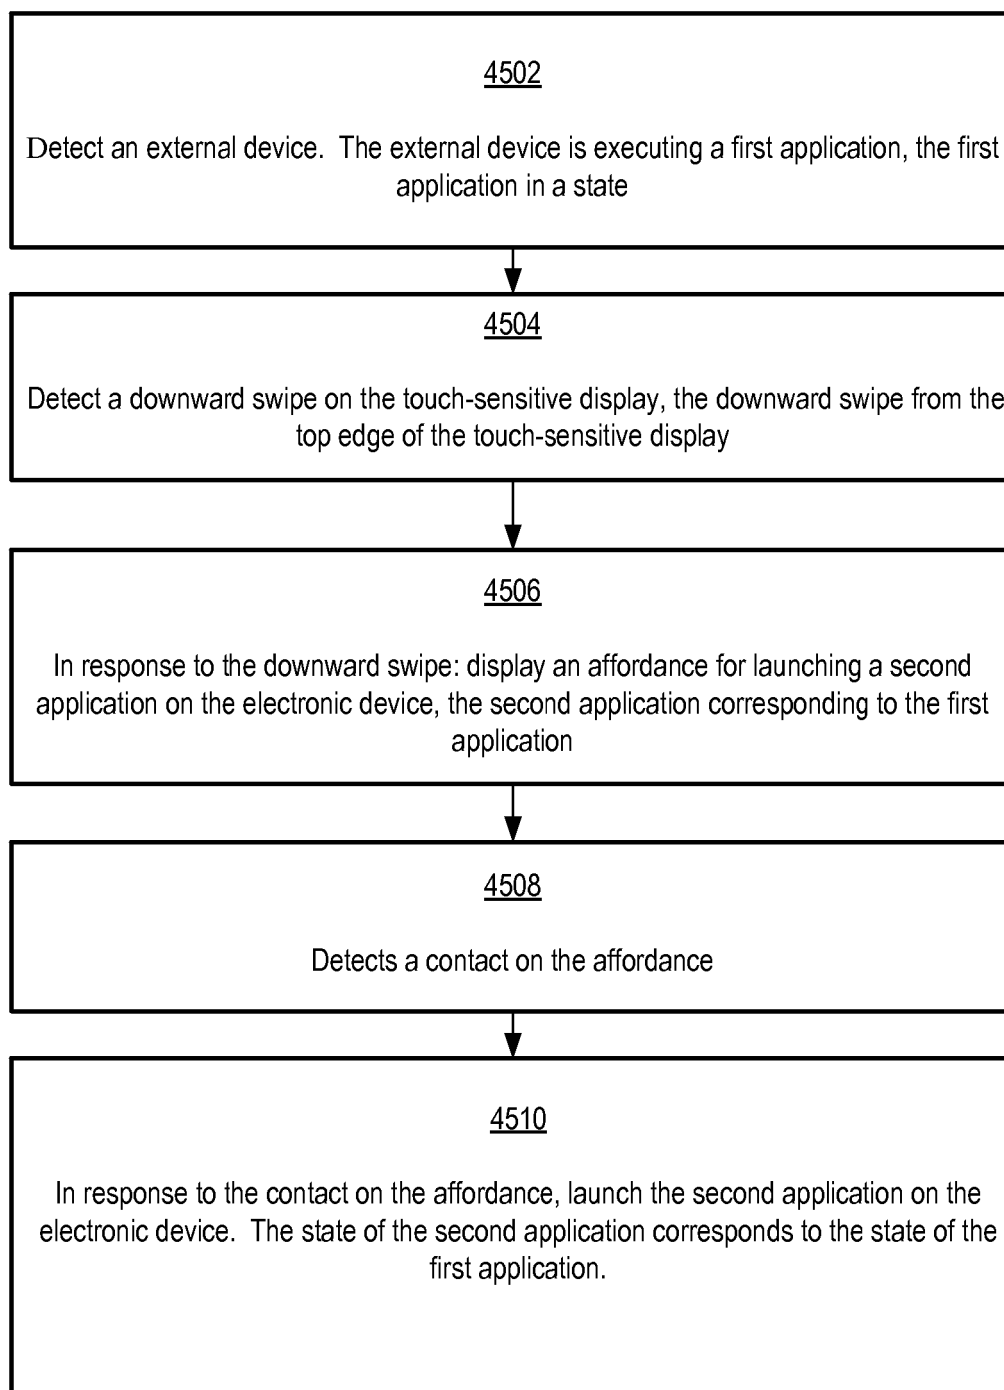 4502
Detect an external device.  The external device is executing a first application, the first
application in a state
4504
Detect a downward swipe on the touch-sensitive display, the downward swipe from the
top edge of the touch-sensitive display
4506
In response to the downward swipe: display an affordance for launching a second
application on the electronic device, the second application corresponding to the first
application
4508
Detects a contact on the affordance
4510
In response to the contact on the affordance, launch the second application on the
electronic device.  The state of the second application corresponds to the state of the
first application.